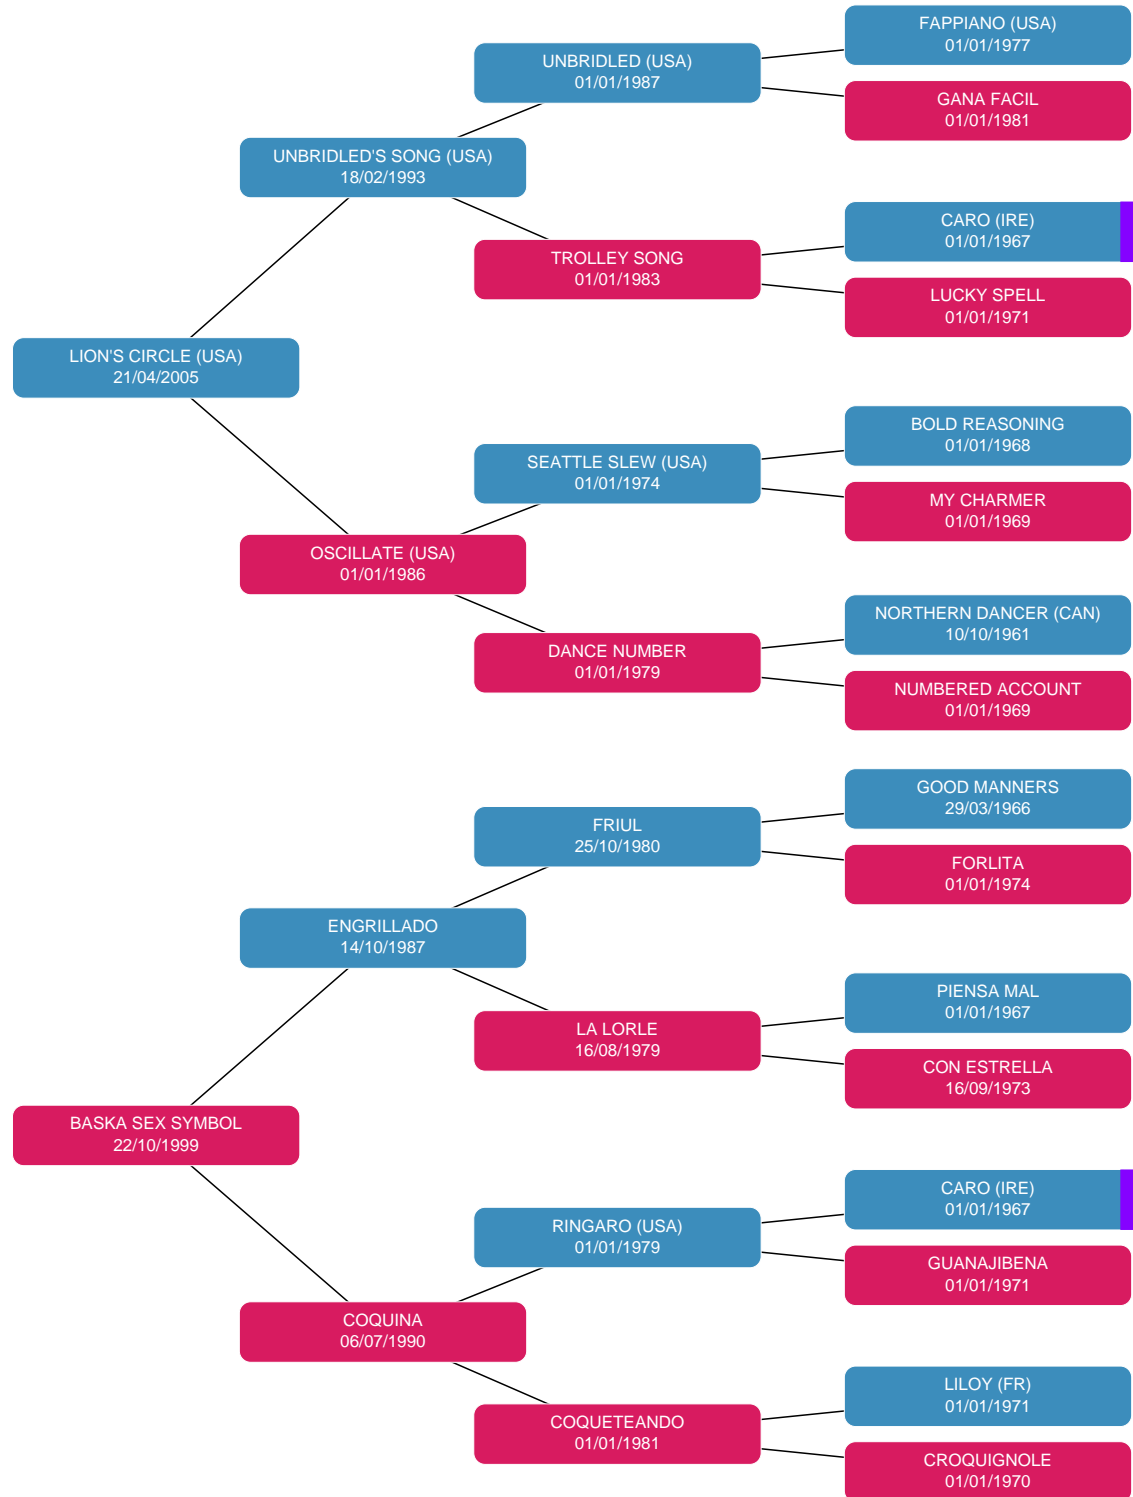 FAPPIANO (USA)
01/01/1977
UNBRIDLED (USA)
01/01/1987
GANA FACIL
01/01/1981
UNBRIDLED'S SONG (USA)
18/02/1993
CARO (IRE)
01/01/1967
TROLLEY SONG
01/01/1983
LUCKY SPELL
01/01/1971
LION'S CIRCLE (USA)
21/04/2005
BOLD REASONING
01/01/1968
SEATTLE SLEW (USA)
01/01/1974
MY CHARMER
01/01/1969
OSCILLATE (USA)
01/01/1986
NORTHERN DANCER (CAN)
10/10/1961
DANCE NUMBER
01/01/1979
NUMBERED ACCOUNT
01/01/1969
GOOD MANNERS
29/03/1966
FRIUL
25/10/1980
FORLITA
01/01/1974
ENGRILLADO
14/10/1987
PIENSA MAL
01/01/1967
LA LORLE
16/08/1979
CON ESTRELLA
16/09/1973
BASKA SEX SYMBOL
22/10/1999
CARO (IRE)
01/01/1967
RINGARO (USA)
01/01/1979
GUANAJIBENA
01/01/1971
COQUINA
06/07/1990
LILOY (FR)
01/01/1971
COQUETEANDO
01/01/1981
CROQUIGNOLE
01/01/1970